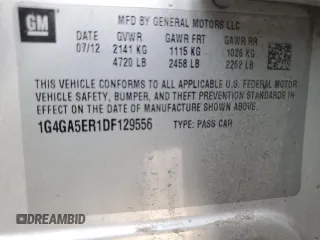 GM
MFD BY GENERAL MOTORS LLC
DATE GVWR GAWR FRT GAWR RR
07/12 2141 KG 1115 KG 1026 KG
4720 LB 2458 LB 2262 LB
THIS VEHICLE CONFORMS TO ALL APPLICABLE U.S. FEDERAL MOTOR
VEHICLE SAFETY, BUMPER, AND THEFT PREVENTION STANDARDS IN
EFFECT ON THE DATE OF MANUFACTURE SHOWN ABOVE.
1G4GA5ER1DF129556 TYPE: PASS CAR
© DREAMBID